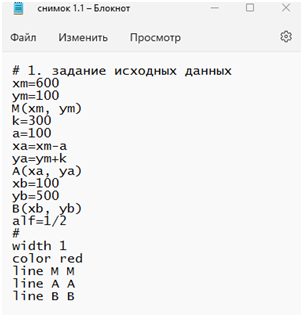 снимок 1.1 – Блокнот
Файл Изменить Просмотр
# 1. задание исходных данных
xm=600
ym=100
M(xm, ym)
k=300
a=100
xa=xm-a
ya=ym+k
A(xa, ya)
xb=100
yb=500
B(xb, yb)
alf=1/2
#
width 1
color red
line M M
line A A
line B B